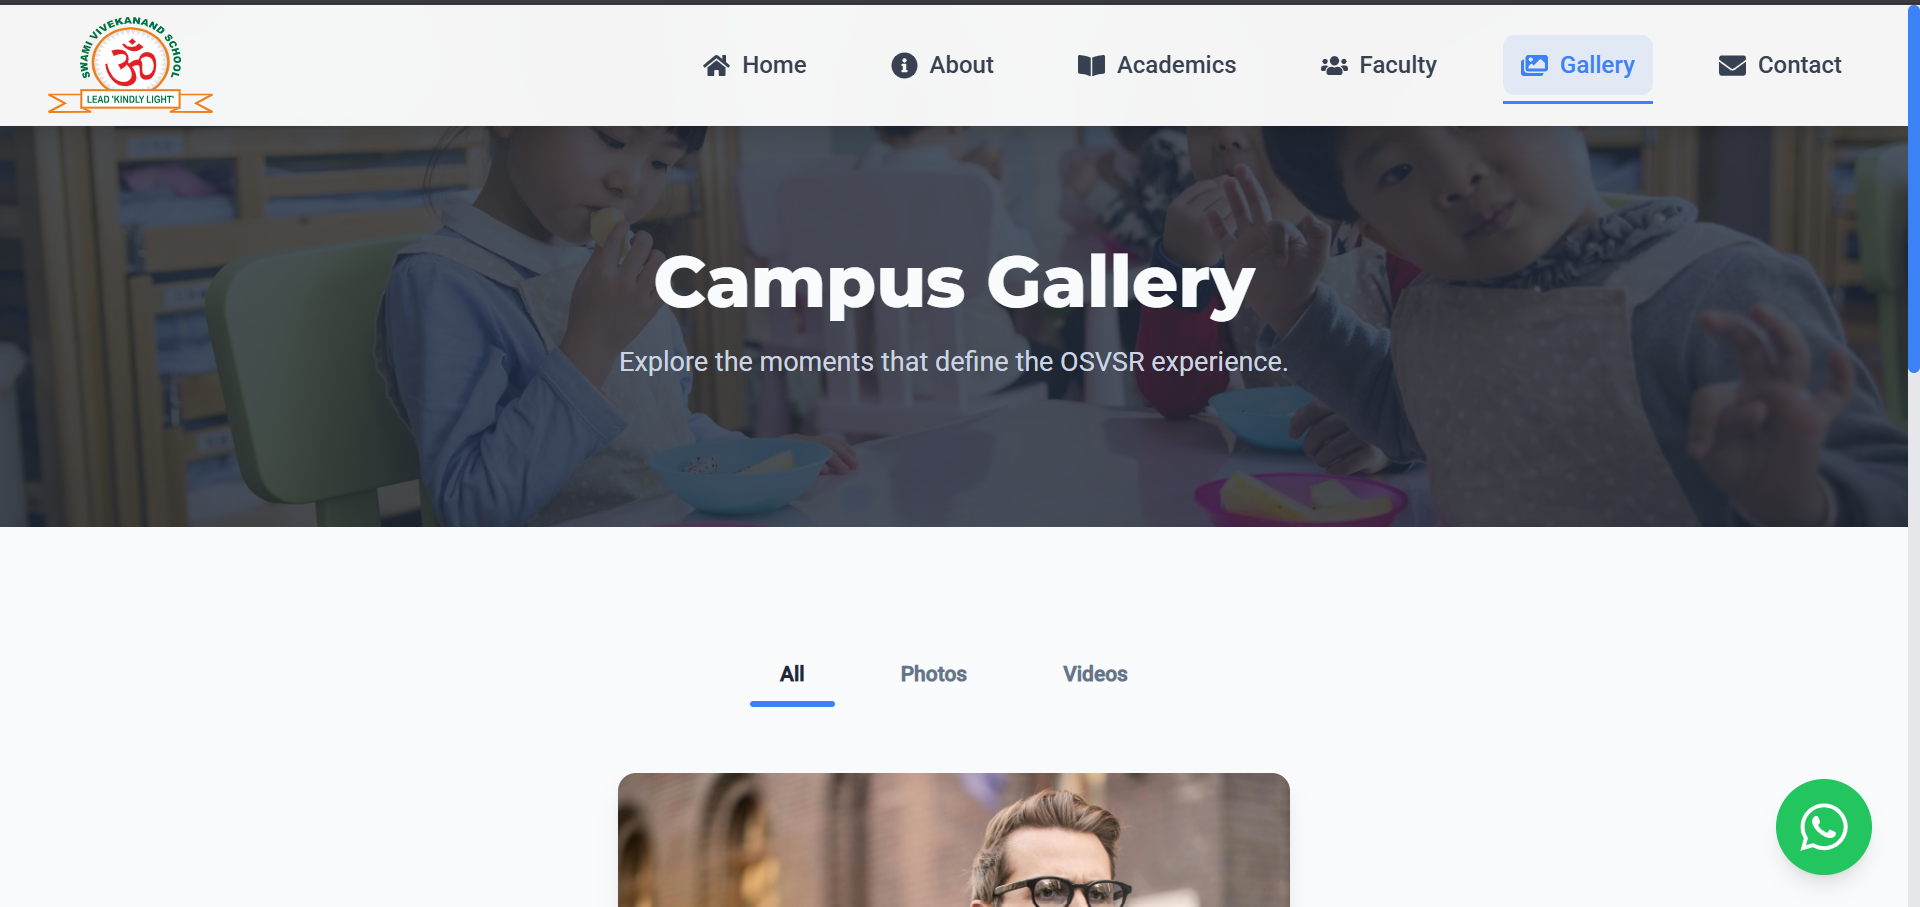 SWAMI VIVEKANAND SCHOOL
ॐ
LEAD 'KINDLY LIGHT'
Home
About
Academics
Faculty
Gallery
Contact
Campus Gallery
Explore the moments that define the OSVSR experience.
All
Photos
Videos